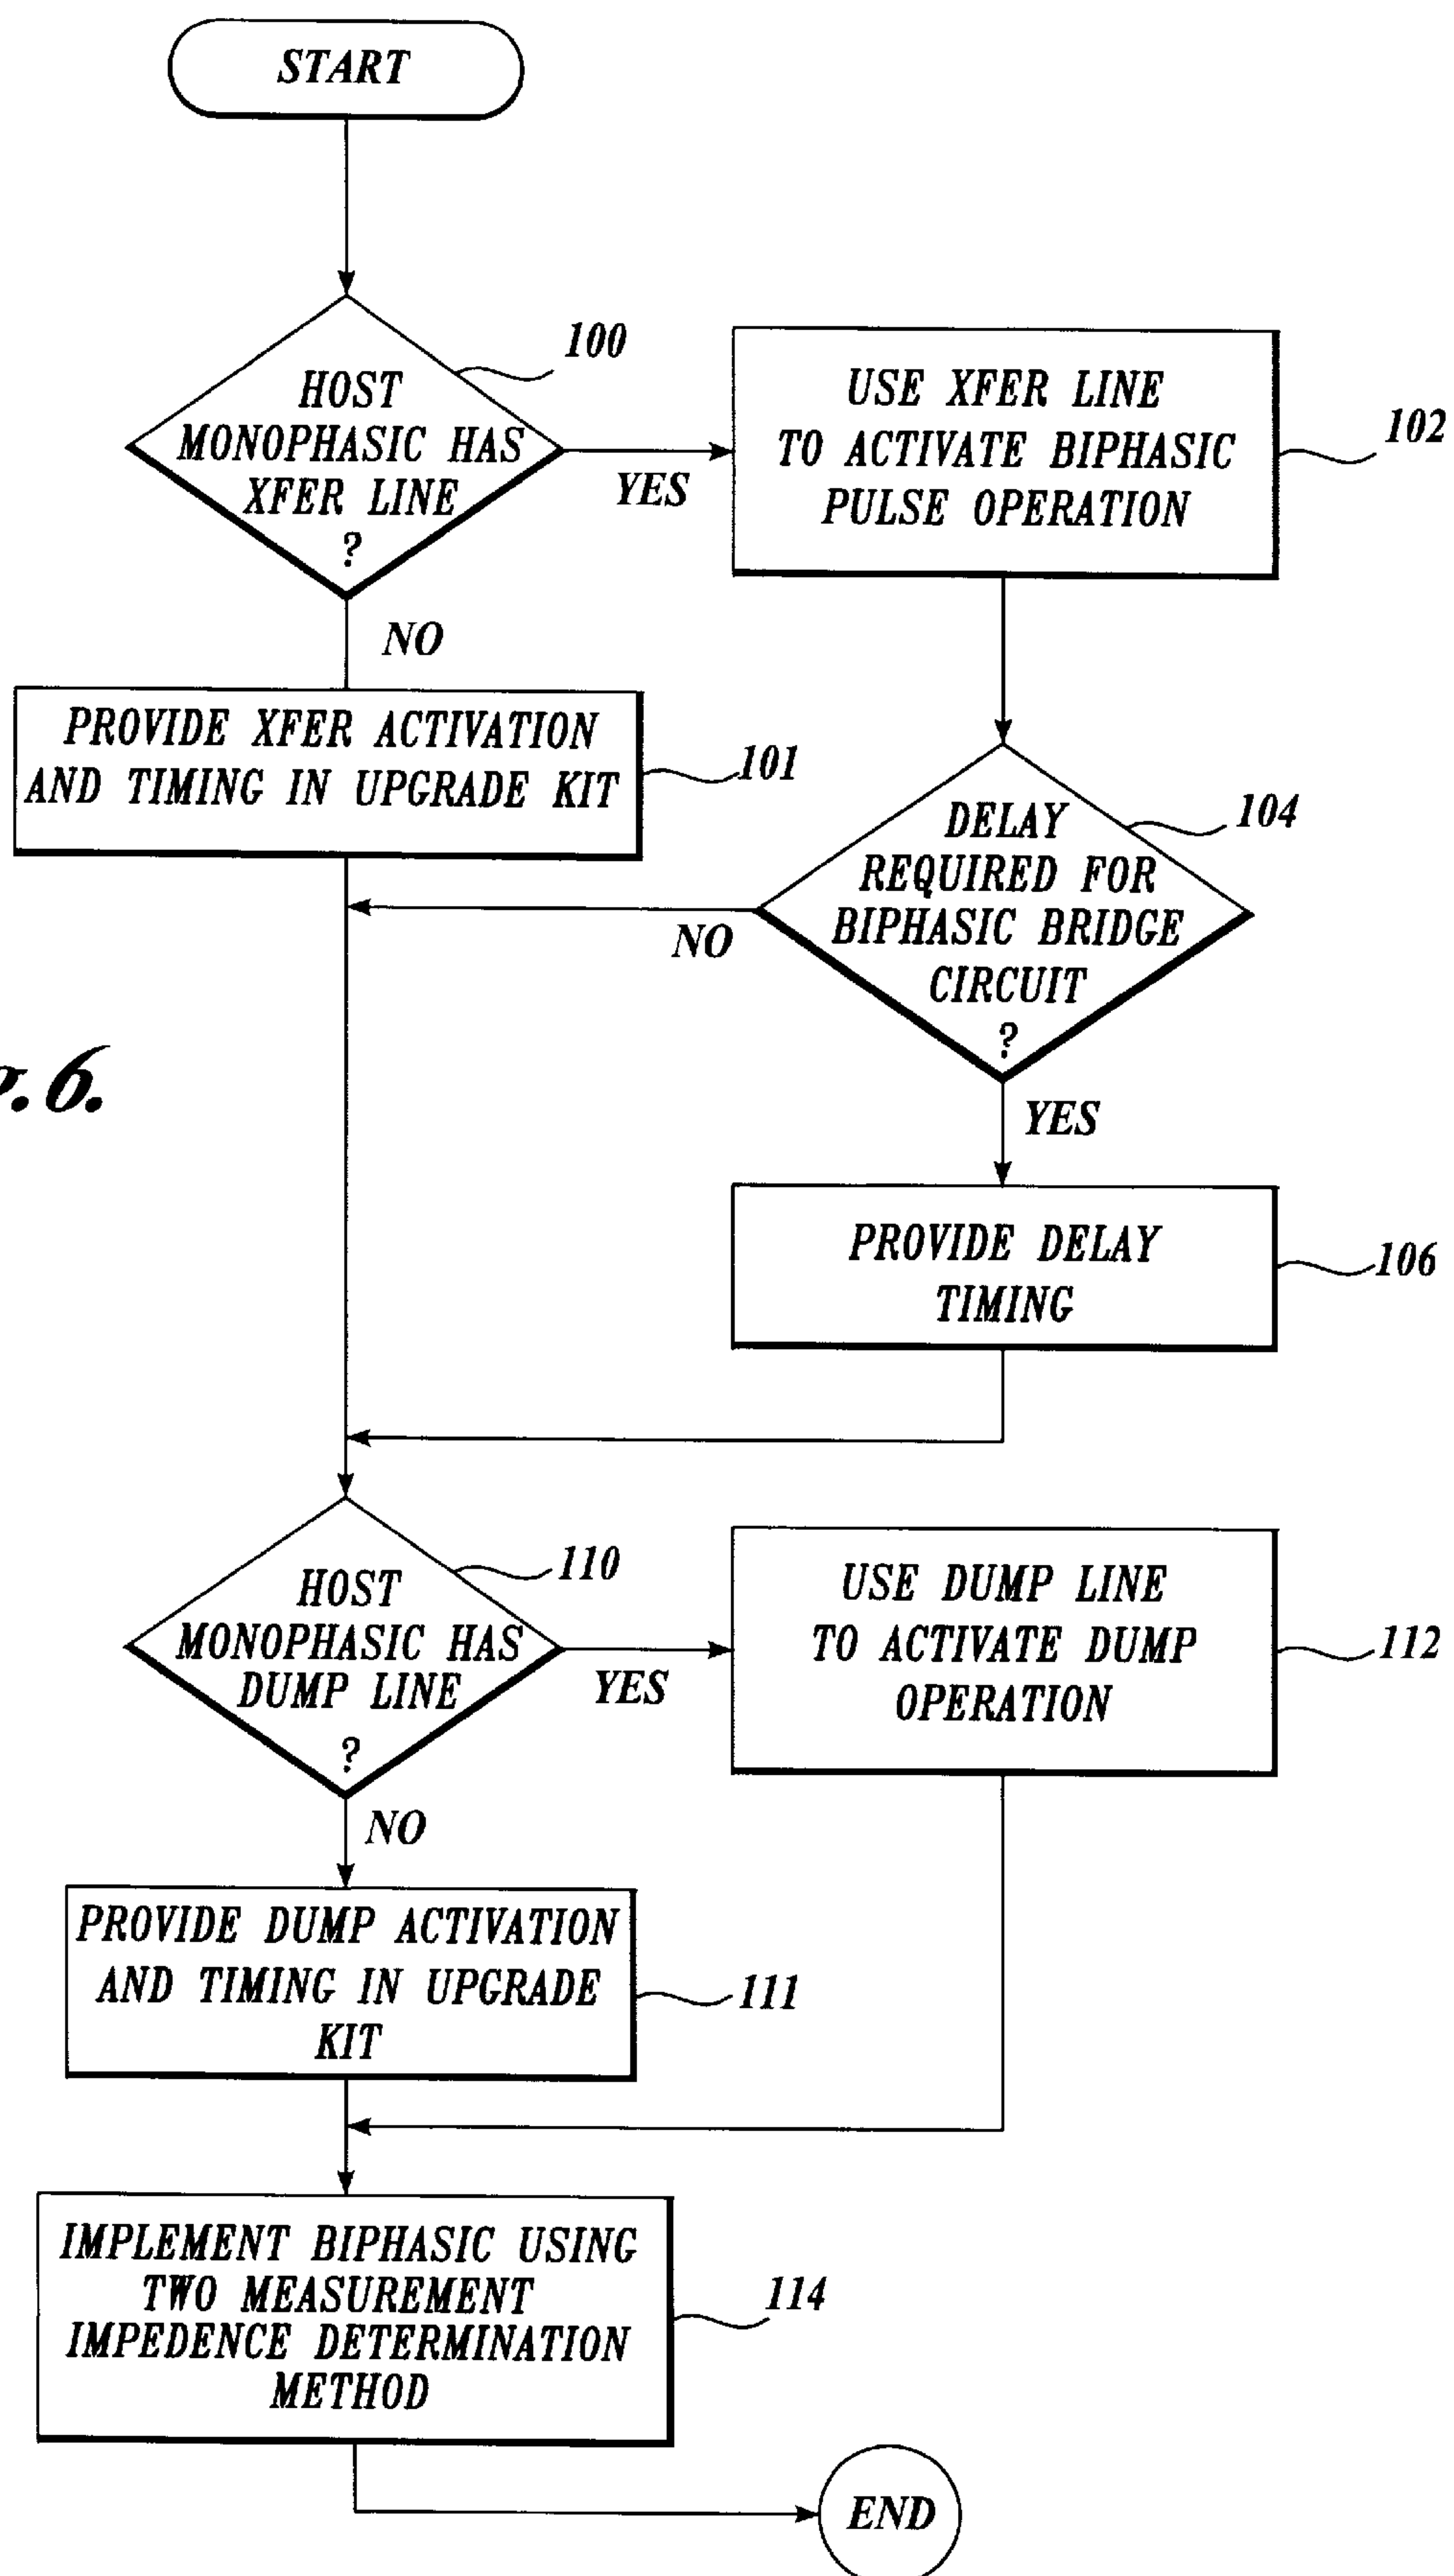 START
100
HOST
MONOPHASIC HAS
XFER LINE
?
YES
USE XFER LINE
TO ACTIVATE BIPHASIC
PULSE OPERATION
102
NO
PROVIDE XFER ACTIVATION
AND TIMING IN UPGRADE KIT
101
DELAY
REQUIRED FOR
BIPHASIC BRIDGE
CIRCUIT
?
104
NO
YES
6.
PROVIDE DELAY
TIMING
106
HOST
MONOPHASIC HAS
DUMP LINE
?
110
YES
USE DUMP LINE
TO ACTIVATE DUMP
OPERATION
112
NO
PROVIDE DUMP ACTIVATION
AND TIMING IN UPGRADE
KIT
111
IMPLEMENT BIPHASIC USING
TWO MEASUREMENT
IMPEDENCE DETERMINATION
METHOD
114
END